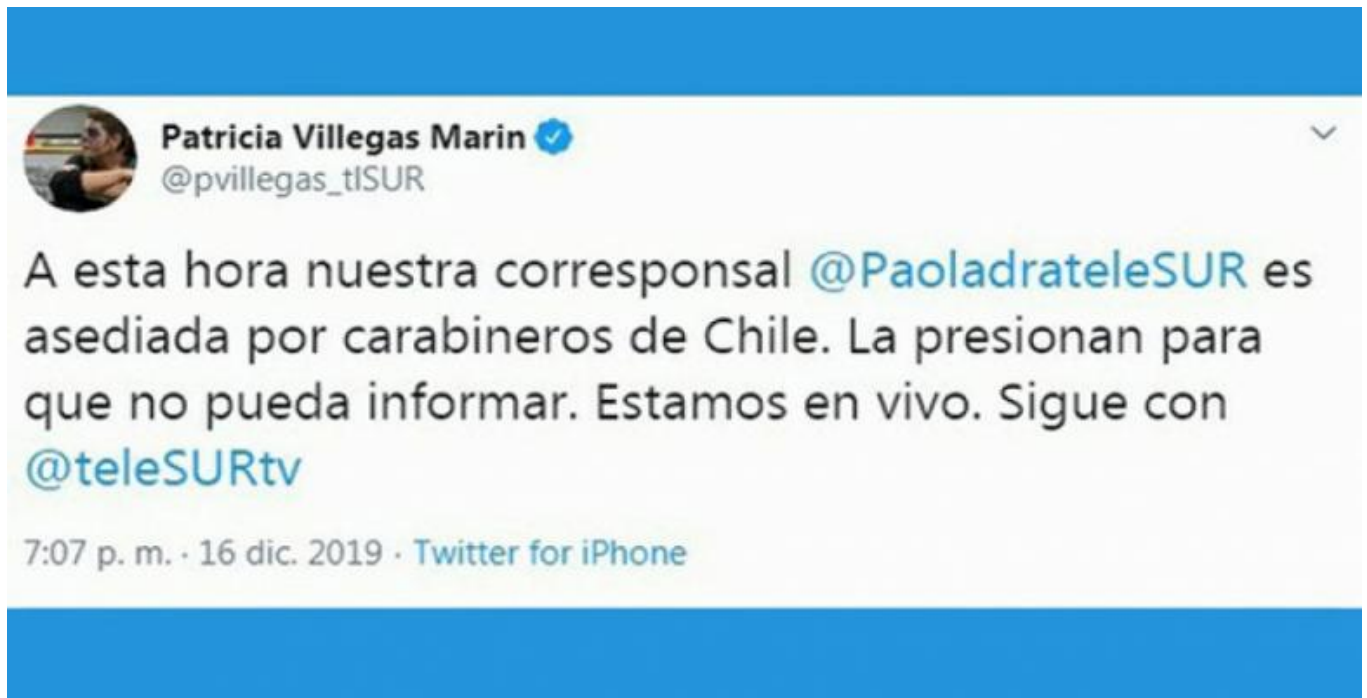 Patricia Villegas Marin
@pvillegas_tlSUR
A esta hora nuestra corresponsal @PaoladrateleSUR es
asediada por carabineros de Chile. La presionan para
que no pueda informar. Estamos en vivo. Sigue con
@teleSURtv
7:07 p. m. · 16 dic. 2019 · Twitter for iPhone